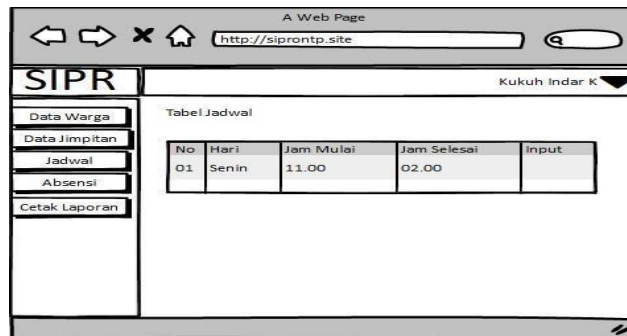 A Web Page
http://siprontp.site
SIPR
Kukuh Indar K
Data Warga
Data Jimpitan
Jadwal
Absensi
Cetak Laporan
Tabel Jadwal
No Hari Jam Mulai Jam Selesai Input
01 Senin 11.00 02.00